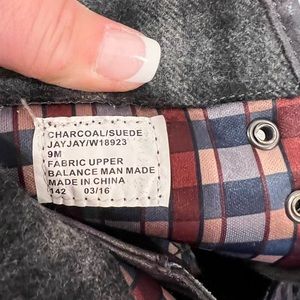 CHARCOAL/SUEDE
JAYJAY/W18923
9M
FABRIC UPPER
BALANCE MAN MADE
MADE IN CHINA
142 03/16